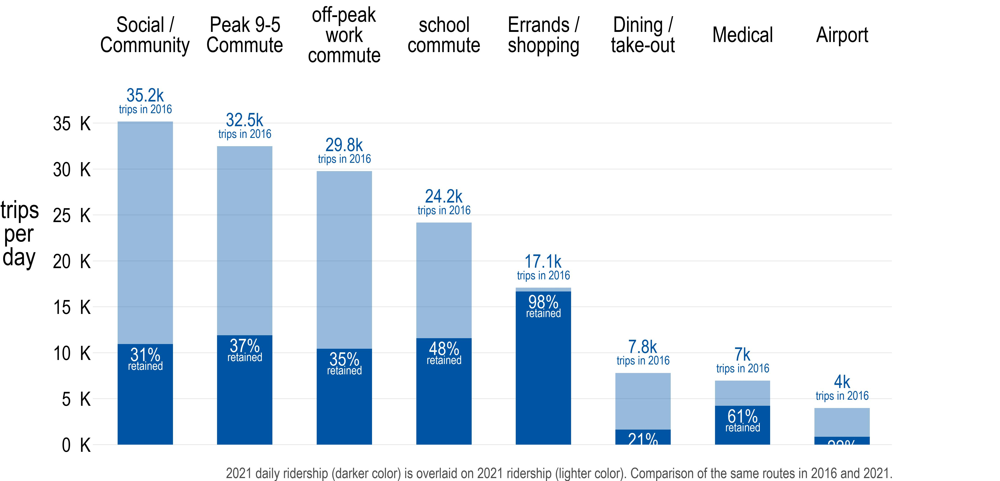 Social /
Community
Peak 9-5
Commute
off-peak
work
commute
school
commute
Errands /
shopping
Dining /
take-out
Medical
Airport
35.2k
trips in 2016
32.5k
trips in 2016
29.8k
trips in 2016
24.2k
trips in 2016
17.1k
trips in 2016
7.8k
trips in 2016
7k
trips in 2016
4k
trips in 2016
trips
per
day
35 K
30 K
25 K
20 K
15 K
10 K
5 K
0 K
31%
retained
37%
retained
35%
retained
48%
retained
98%
retained
21%
61%
retained
2021 daily ridership (darker color) is overlaid on 2021 ridership (lighter color). Comparison of the same routes in 2016 and 2021.